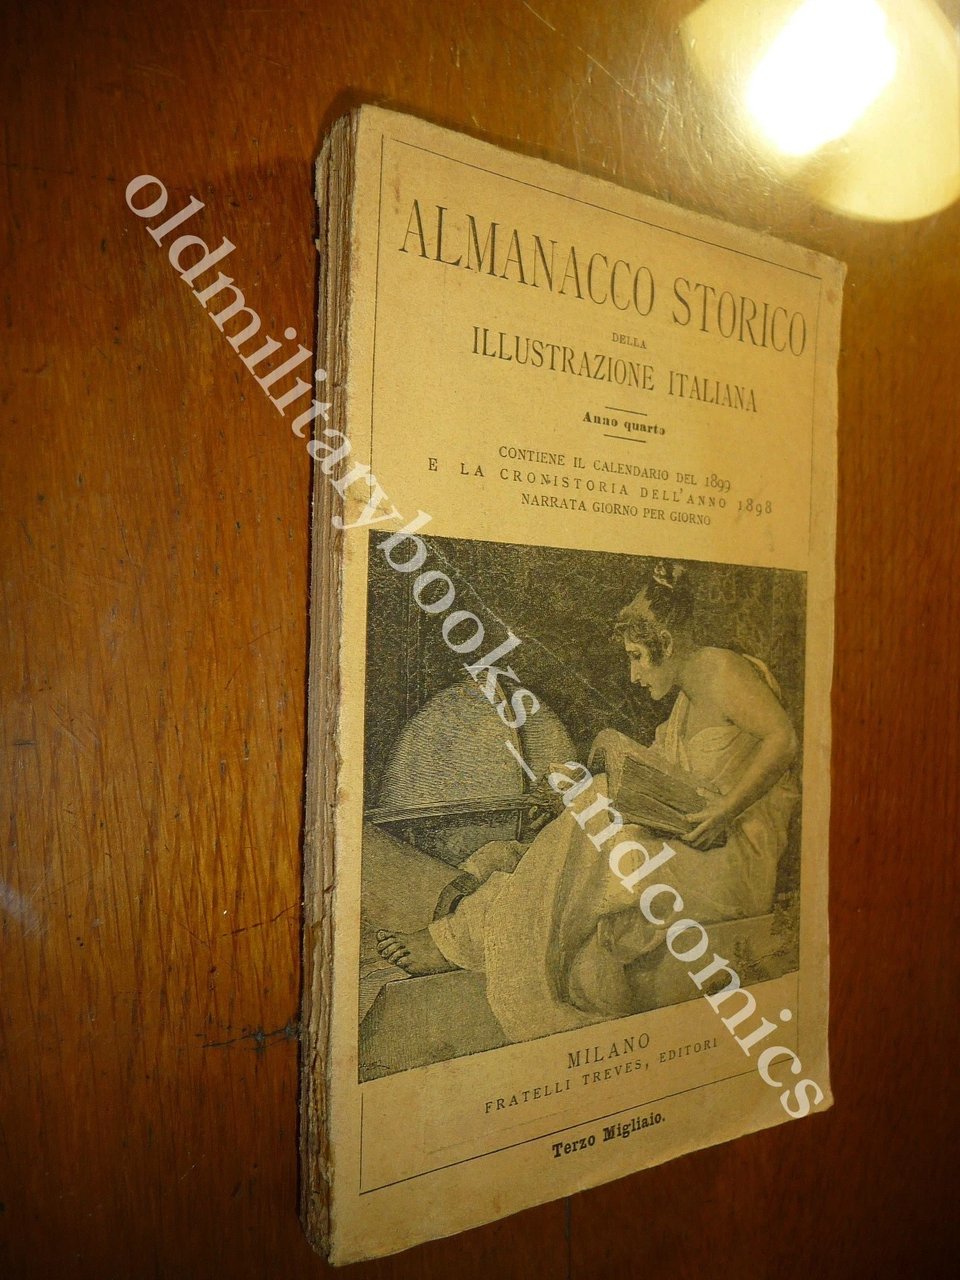 ALMANACCO STORICO
DELLA
ILLUSTRAZIONE ITALIANA
Anno quarto
CONTIENE IL CALENDARIO DEL 1899
E LA CRONISTORIA DELL'ANNO 1898
NARRATA GIORNO PER GIORNO
MILANO
FRATELLI TREVES, EDITORI
Terzo Migliaio.
oldmilitarybooks_andcomics